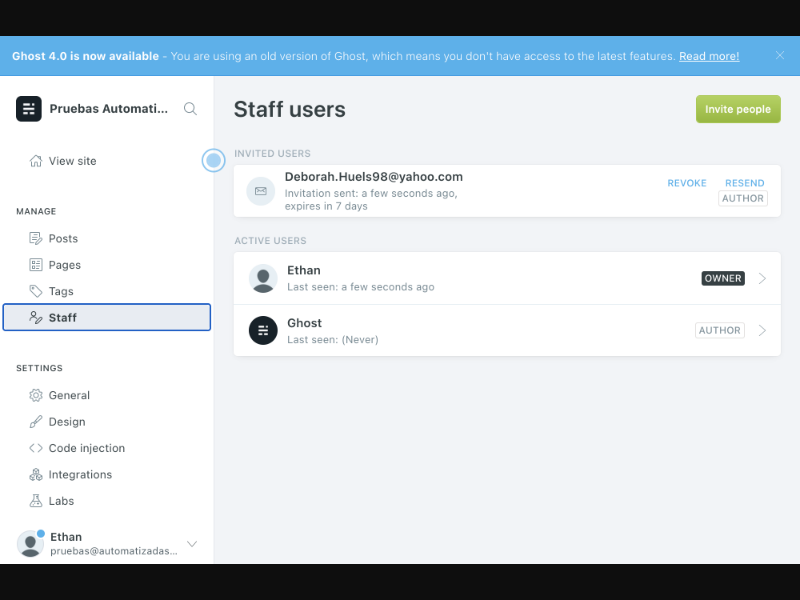 Ghost 4.0 is now available - You are using an old version of Ghost, which means you don't have access to the latest features. Read more!
Pruebas Automati...
View site
MANAGE
Posts
Pages
Tags
Staff
SETTINGS
General
Design
Code injection
Integrations
Labs
Ethan
pruebas@automatizadas...
Staff users
Invite people
INVITED USERS
Deborah.Huels98@yahoo.com
Invitation sent: a few seconds ago,
expires in 7 days
REVOKE RESEND
AUTHOR
ACTIVE USERS
Ethan
Last seen: a few seconds ago
OWNER
Ghost
Last seen: (Never)
AUTHOR